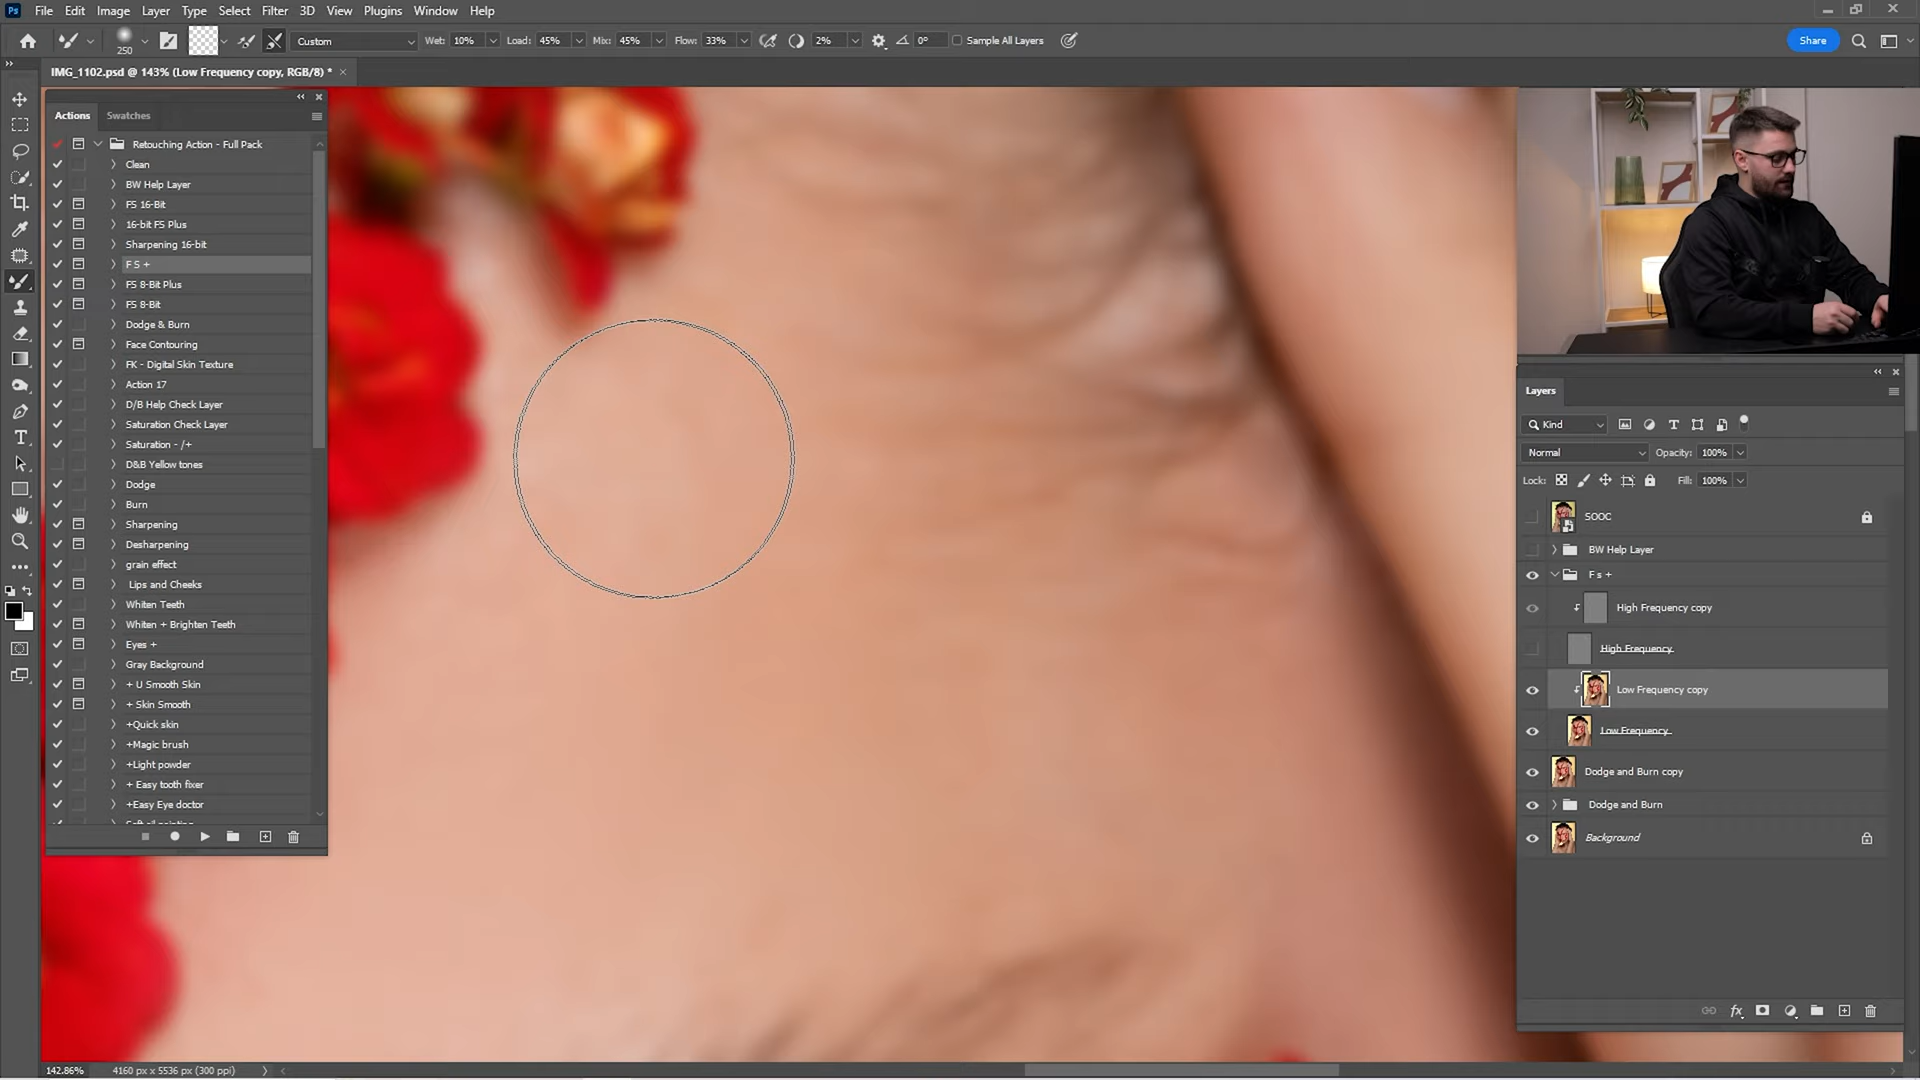 Ps File Edit Image Layer Type Select Filter 3D View Plugins Window Help
250 Custom Wet: 10% Load: 45% Mix: 45% Flow: 33% 2% 0° Sample All Layers Share
IMG_1102.psd @ 143% (Low Frequency copy, RGB/8) *
Actions Swatches
Retouching Action - Full Pack
Clean
BW Help Layer
FS 16-Bit
16-bit FS Plus
Sharpening 16-bit
F S +
FS 8-Bit Plus
FS 8-Bit
Dodge & Burn
Face Contouring
FK - Digital Skin Texture
Action 17
D/B Help Check Layer
Saturation Check Layer
Saturation - /+
D&B Yellow tones
Dodge
Burn
Sharpening
Desharpening
grain effect
Lips and Cheeks
Whiten Teeth
Whiten + Brighten Teeth
Eyes +
Gray Background
+ U Smooth Skin
+ Skin Smooth
+Quick skin
+Magic brush
+Light powder
+ Easy tooth fixer
+Easy Eye doctor
Layers
Kind
Normal Opacity: 100%
Lock: Fill: 100%
SOOC
BW Help Layer
F s +
High Frequency copy
High Frequency
Low Frequency copy
Low Frequency
Dodge and Burn copy
Dodge and Burn
Background
fx
142.86% 4160 px x 5536 px (300 ppi)